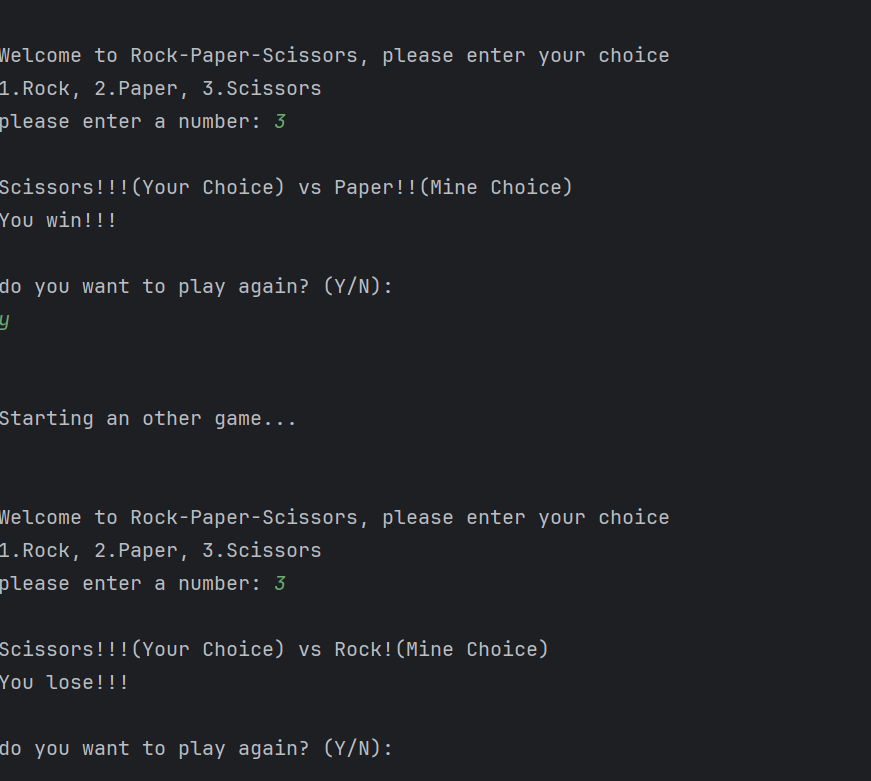 Welcome to Rock-Paper-Scissors, please enter your choice
1.Rock, 2.Paper, 3.Scissors
please enter a number: 3
Scissors!!!(Your Choice) vs Paper!!(Mine Choice)
You win!!!
do you want to play again? (Y/N):
y
Starting an other game...
Welcome to Rock-Paper-Scissors, please enter your choice
1.Rock, 2.Paper, 3.Scissors
please enter a number: 3
Scissors!!!(Your Choice) vs Rock!(Mine Choice)
You lose!!!
do you want to play again? (Y/N):